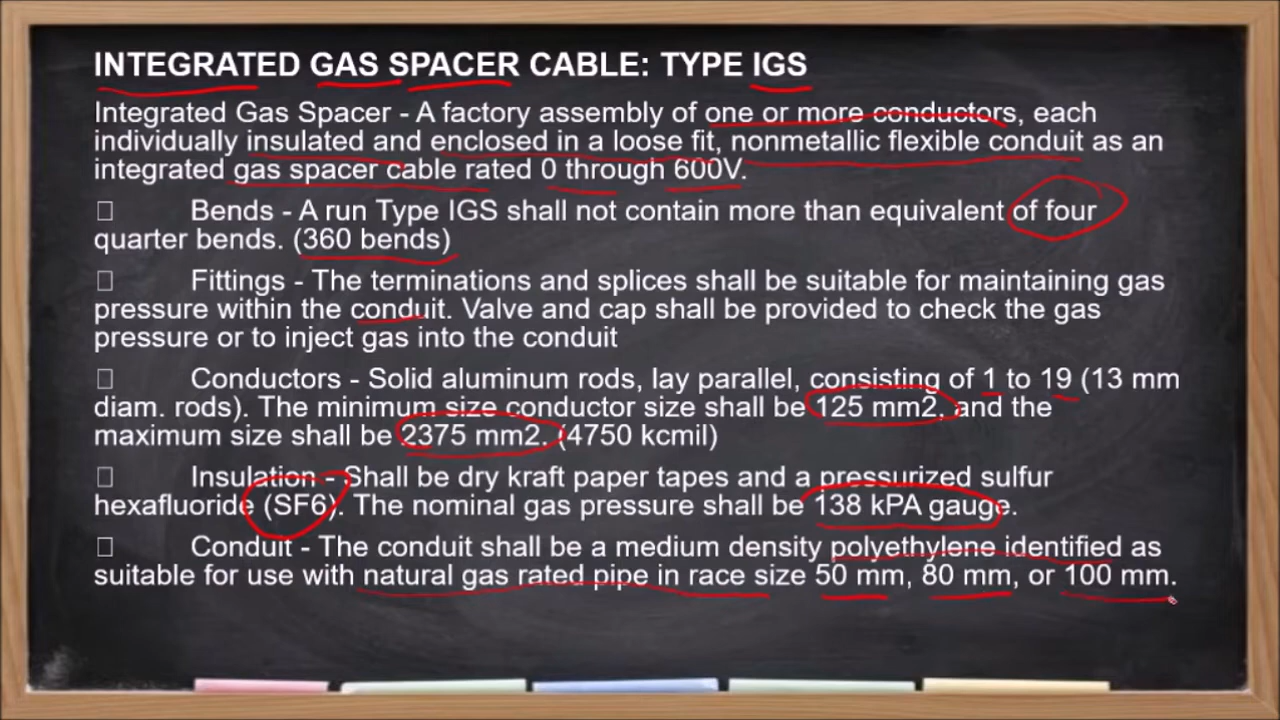 INTEGRATED GAS SPACER CABLE: TYPE IGS
Integrated Gas Spacer - A factory assembly of one or more conductors, each
individually insulated and enclosed in a loose fit, nonmetallic flexible conduit as an
integrated gas spacer cable rated 0 through 600V.
Bends - A run Type IGS shall not contain more than equivalent of four
quarter bends. (360 bends)
Fittings - The terminations and splices shall be suitable for maintaining gas
pressure within the conduit. Valve and cap shall be provided to check the gas
pressure or to inject gas into the conduit
Conductors - Solid aluminum rods, lay parallel, consisting of 1 to 19 (13 mm
diam. rods). The minimum size conductor size shall be 125 mm2. and the
maximum size shall be 2375 mm2. (4750 kcmil)
Insulation - Shall be dry kraft paper tapes and a pressurized sulfur
hexafluoride (SF6). The nominal gas pressure shall be 138 kPA gauge.
Conduit - The conduit shall be a medium density polyethylene identified as
suitable for use with natural gas rated pipe in race size 50 mm, 80 mm, or 100 mm.